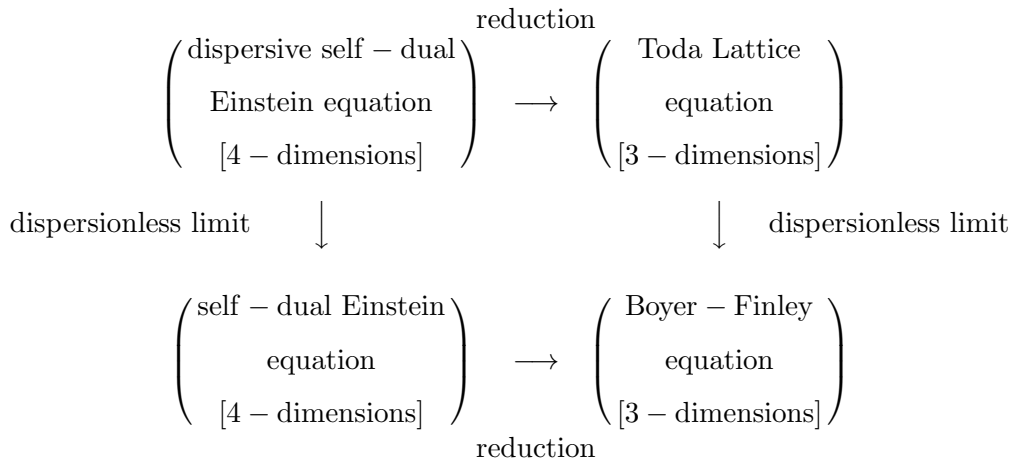 reduction
dispersive self − dual Toda Lattice
Einstein equation ⟶ equation
[4 − dimensions] [3 − dimensions]
dispersionless limit ↓ ↓ dispersionless limit
self − dual Einstein Boyer − Finley
equation ⟶ equation
[4 − dimensions] [3 − dimensions]
reduction